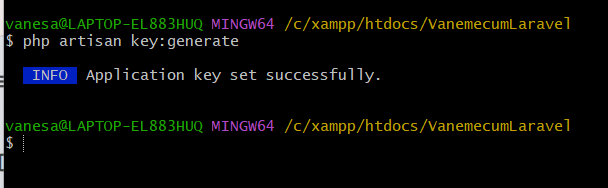 vanesa@LAPTOP-EL883HUQ MINGW64 /c/xampp/htdocs/VanemecumLaravel
$ php artisan key:generate
INFO Application key set successfully.
vanesa@LAPTOP-EL883HUQ MINGW64 /c/xampp/htdocs/VanemecumLaravel
$